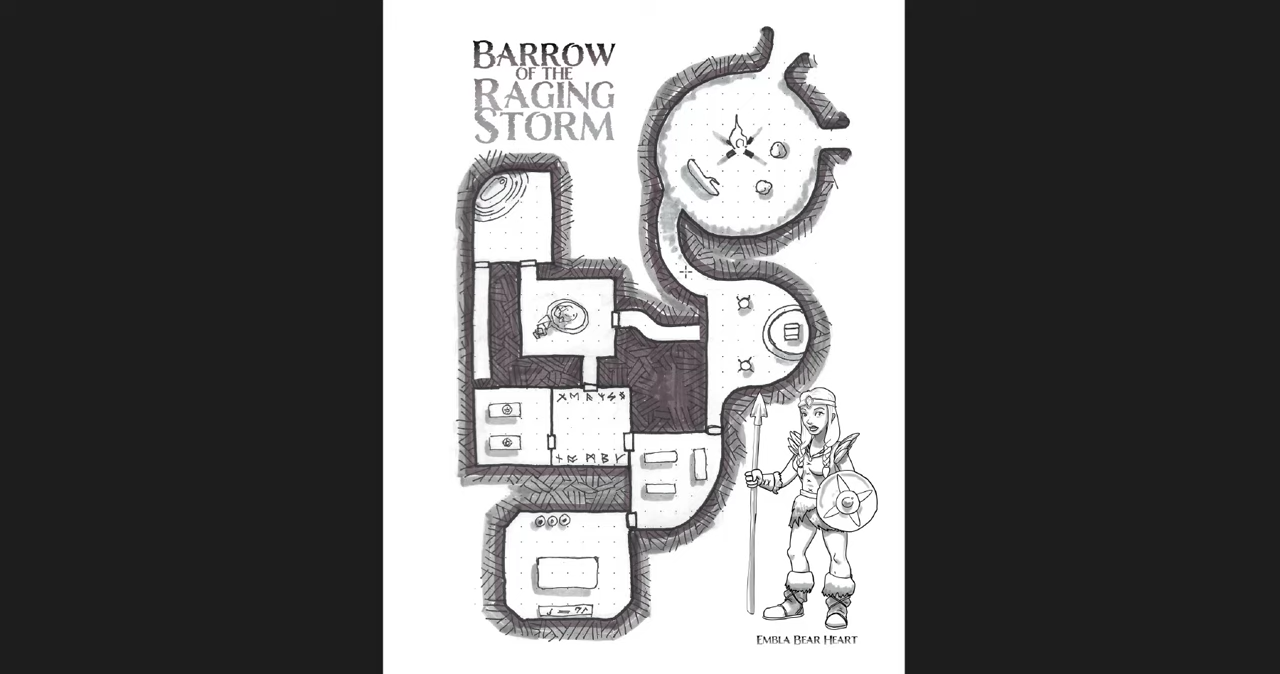 Barrow
of the
Raging
Storm
Embla Bear Heart